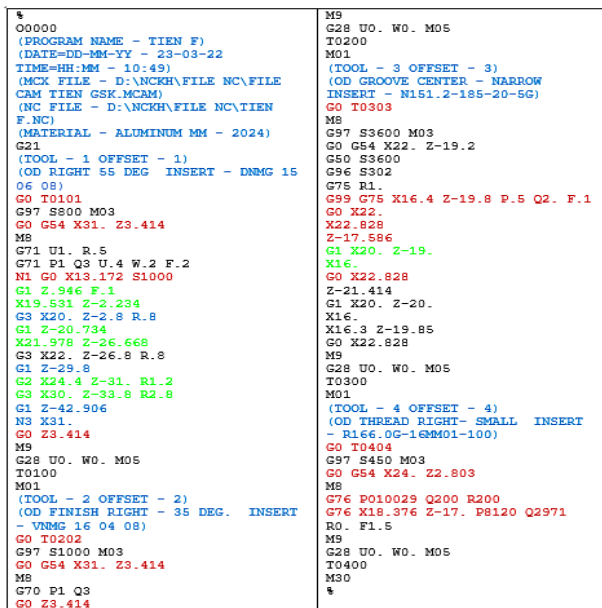 %
O0000
(PROGRAM NAME - TIEN F)
(DATE=DD-MM-YY - 23-03-22
TIME=HH:MM - 10:49)
(MCX FILE - D:\NCKH\FILE NC\FILE
CAM TIEN GSK.MCAM)
(NC FILE - D:\NCKH\FILE NC\TIEN
F.NC)
(MATERIAL - ALUMINUM MM - 2024)
G21
(TOOL - 1 OFFSET - 1)
(OD RIGHT 55 DEG INSERT - DNMG 15
06 08)
G0 T0101
G97 S800 M03
G0 G54 X31. Z3.414
M8
G71 U1. R.5
G71 P1 Q3 U.4 W.2 F.2
N1 G0 X13.172 S1000
G1 Z.946 F.1
X19.531 Z-2.234
G3 X20. Z-2.8 R.8
G1 Z-20.734
X21.978 Z-26.668
G3 X22. Z-26.8 R.8
G1 Z-29.8
G2 X24.4 Z-31. R1.2
G3 X30. Z-33.8 R2.8
G1 Z-42.906
N3 X31.
G0 Z3.414
M9
G28 U0. W0. M05
T0100
M01
(TOOL - 2 OFFSET - 2)
(OD FINISH RIGHT - 35 DEG. INSERT
- VNMG 16 04 08)
G0 T0202
G97 S1000 M03
G0 G54 X31. Z3.414
M8
G70 P1 Q3
G0 Z3.414
M9
G28 U0. W0. M05
T0200
M01
(TOOL - 3 OFFSET - 3)
(OD GROOVE CENTER - NARROW
INSERT - N151.2-185-20-5G)
G0 T0303
M8
G97 S3600 M03
G0 G54 X22. Z-19.2
G50 S3600
G96 S302
G75 R1.
G99 G75 X16.4 Z-19.8 P.5 Q2. F.1
G0 X22.
X22.828
Z-17.586
G1 X20. Z-19.
X16.
G0 X22.828
Z-21.414
G1 X20. Z-20.
X16.
X16.3 Z-19.85
G0 X22.828
M9
G28 U0. W0. M05
T0300
M01
(TOOL - 4 OFFSET - 4)
(OD THREAD RIGHT- SMALL INSERT
- R166.0G-16MM01-100)
G0 T0404
G97 S450 M03
G0 G54 X24. Z2.803
M8
G76 P010029 Q200 R200
G76 X18.376 Z-17. P8120 Q2971
R0. F1.5
M9
G28 U0. W0. M05
T0400
M30
%